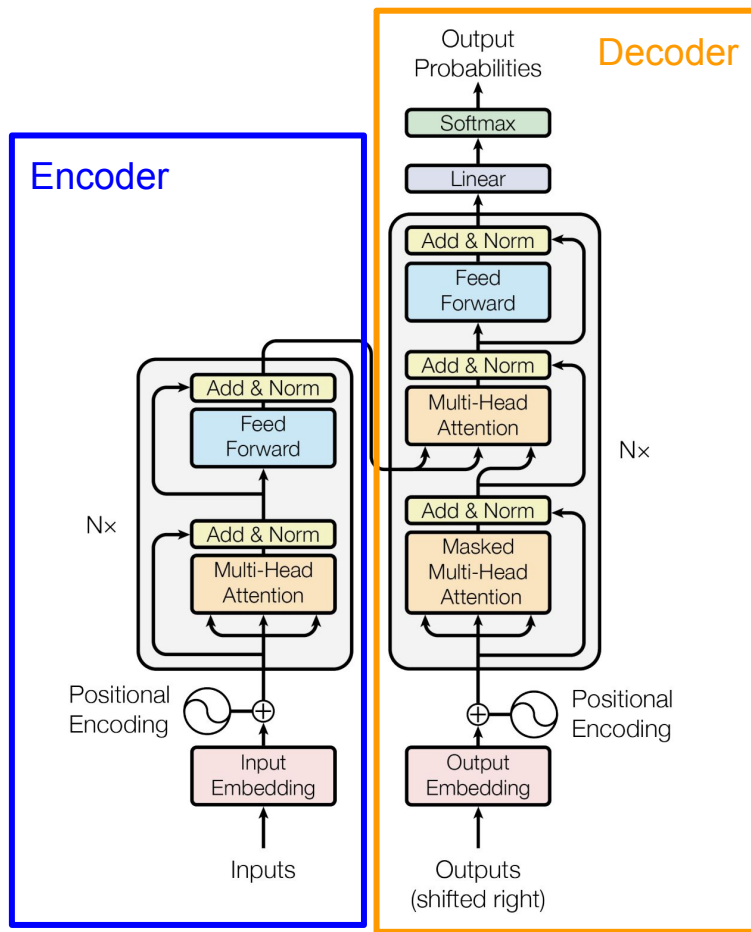 Encoder
Add & Norm
Feed
Forward
Nx
Add & Norm
Multi-Head
Attention
Positional
Encoding
Input
Embedding
Inputs
Decoder
Output
Probabilities
Softmax
Linear
Add & Norm
Feed
Forward
Add & Norm
Multi-Head
Attention
Nx
Add & Norm
Masked
Multi-Head
Attention
Positional
Encoding
Output
Embedding
Outputs
(shifted right)